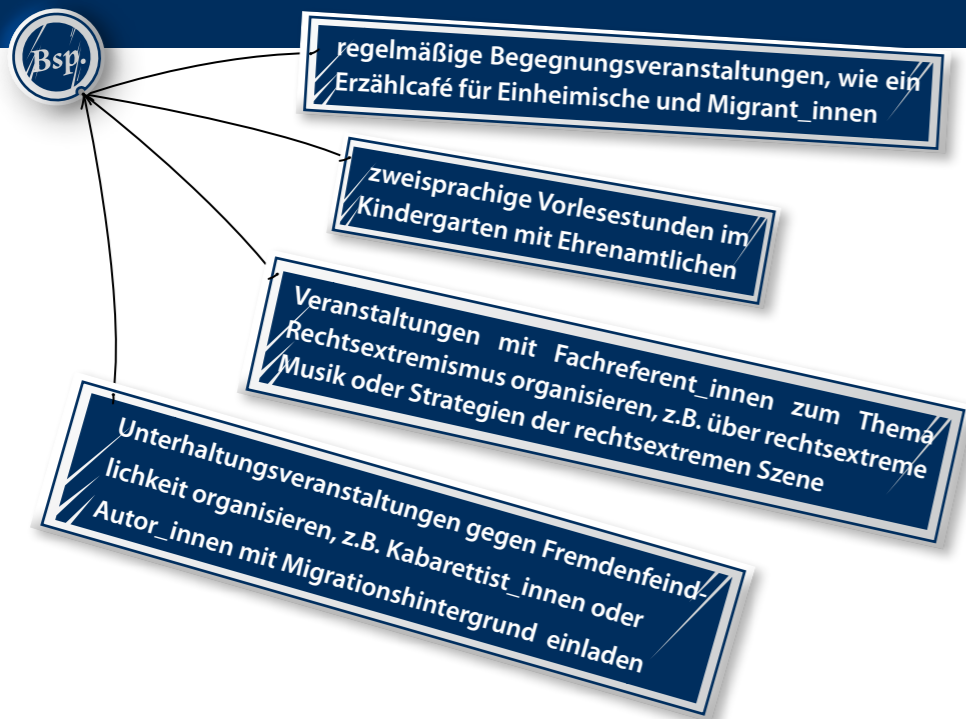 Bsp.
regelmäßige Begegnungsveranstaltungen, wie ein
Erzählcafé für Einheimische und Migrant_innen
zweisprachige Vorlesestunden im
Kindergarten mit Ehrenamtlichen
Veranstaltungen mit Fachreferent_innen zum Thema
Rechtsextremismus organisieren, z.B. über rechtsextreme
Musik oder Strategien der rechtsextremen Szene
Unterhaltungsveranstaltungen gegen Fremdenfeind-
lichkeit organisieren, z.B. Kabarettist_innen oder
Autor_innen mit Migrationshintergrund einladen